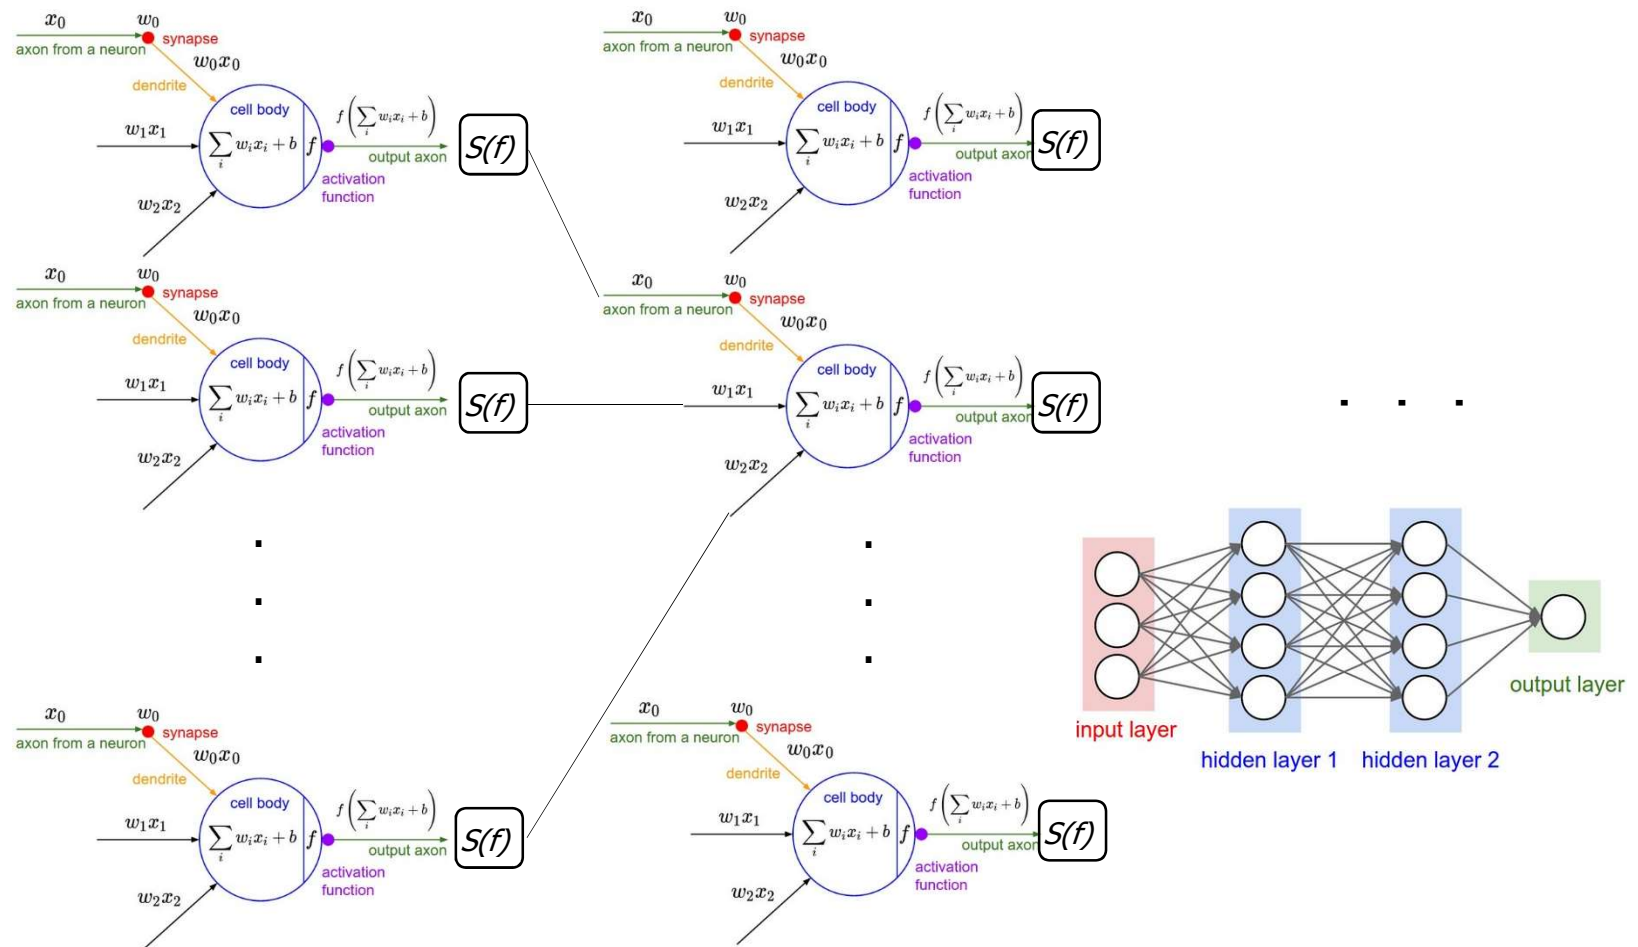 x₀ w₀
axon from a neuron synapse
w₀x₀
dendrite
cell body
f(∑ᵢ wᵢxᵢ + b)
w₁x₁
∑ᵢ wᵢxᵢ + b f
output axon
S(f)
activation
function
w₂x₂
x₀ w₀
axon from a neuron synapse
w₀x₀
dendrite
cell body
f(∑ᵢ wᵢxᵢ + b)
w₁x₁
∑ᵢ wᵢxᵢ + b f
output axon
S(f)
activation
function
w₂x₂
x₀ w₀
axon from a neuron synapse
w₀x₀
dendrite
cell body
f(∑ᵢ wᵢxᵢ + b)
w₁x₁
∑ᵢ wᵢxᵢ + b f
output axon
S(f)
activation
function
w₂x₂
x₀ w₀
axon from a neuron synapse
w₀x₀
dendrite
cell body
f(∑ᵢ wᵢxᵢ + b)
w₁x₁
∑ᵢ wᵢxᵢ + b f
output axon
S(f)
activation
function
w₂x₂
. . .
. . .
x₀ w₀
axon from a neuron synapse
w₀x₀
dendrite
cell body
f(∑ᵢ wᵢxᵢ + b)
w₁x₁
∑ᵢ wᵢxᵢ + b f
output axon
S(f)
activation
function
w₂x₂
x₀ w₀
axon from a neuron synapse
w₀x₀
dendrite
cell body
f(∑ᵢ wᵢxᵢ + b)
w₁x₁
∑ᵢ wᵢxᵢ + b f
output axon
S(f)
activation
function
w₂x₂
. . .
input layer
hidden layer 1 hidden layer 2
output layer